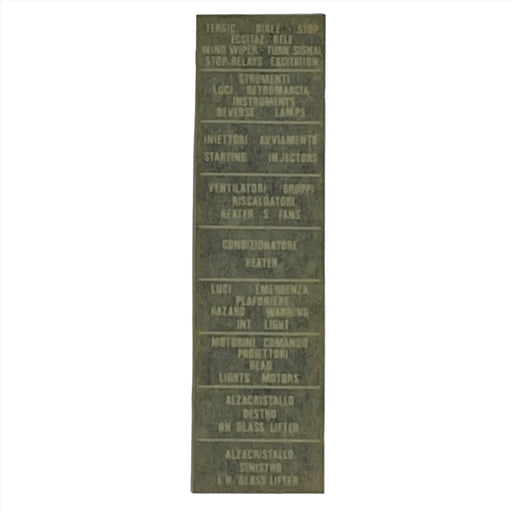 TERGIC. DIREZ. STOP
ECCITAZ. RELE
WIND WIPER - TURN SIGNAL
STOP-RELAYS EXCITATION
STRUMENTI
LUCI RETROMARCIA
INSTRUMENTS
REVERSE LAMPS
INIETTORI AVVIAMENTO
STARTING INJECTORS
VENTILATORI GRUPPI
RISCALDATORI
HEATER S FANS
CONDIZIONATORE
HEATER
LUCI EMERGENZA
PLAFONIERE
HAZARD WARNING
INT LIGHT
MOTORINI COMANDO
PROIETTORI
HEAD
LIGHTS MOTORS
ALZACRISTALLO
DESTRO
RH GLASS LIFTER
ALZACRISTALLO
SINISTRO
L H GLASS LIFTER